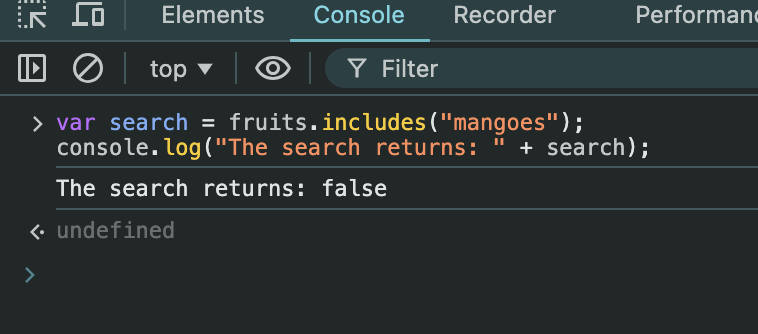 Elements Console Recorder Performanc
top Filter
var search = fruits.includes("mangoes");
console.log("The search returns: " + search);
The search returns: false
undefined